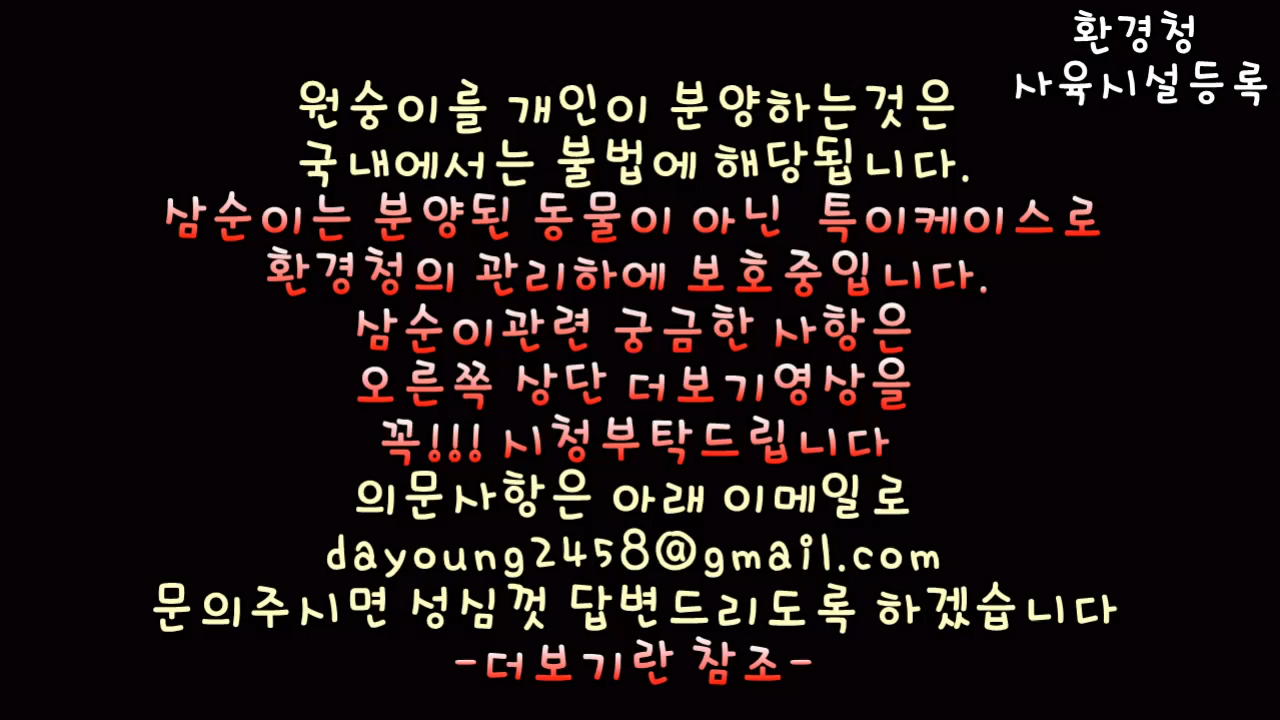 환경청
사육시설등록
원숭이를 개인이 분양하는것은
국내에서는 불법에 해당됩니다.
삼순이는 분양된 동물이 아닌 특이케이스로
환경청의 관리하에 보호중입니다.
삼순이관련 궁금한 사항은
오른쪽 상단 더보기영상을
꼭!!! 시청부탁드립니다
의문사항은 아래 이메일로
dayoung2458@gmail.com
문의주시면 성심껏 답변드리도록 하겠습니다
-더보기란 참조-